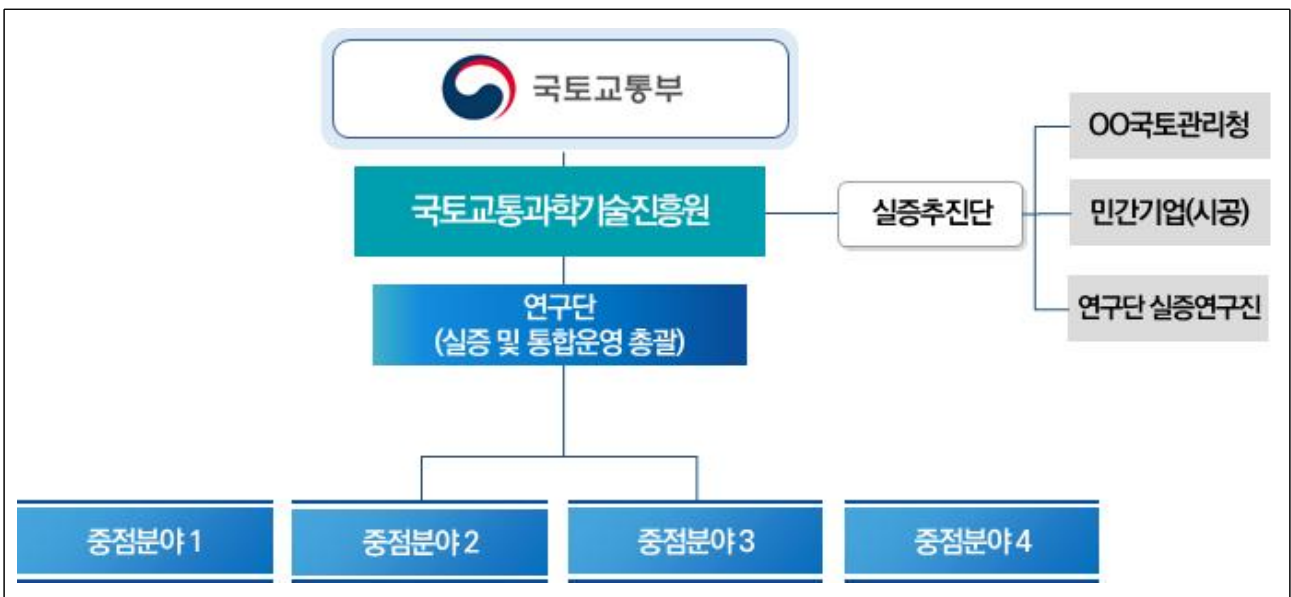 국토교통부
국토교통과학기술진흥원
실증추진단
OO국토관리청
민간기업(시공)
연구단 실증연구진
연구단
(실증 및 통합운영 총괄)
중점분야 1
중점분야 2
중점분야 3
중점분야 4